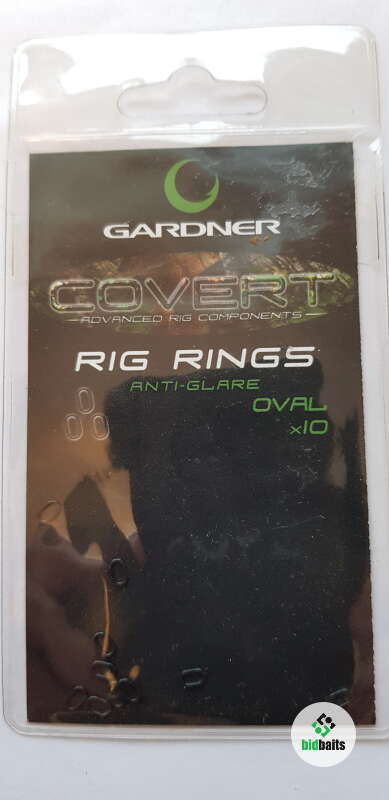 GARDNER
COVERT
ADVANCED RIG COMPONENTS
RIG RINGS
ANTI-GLARE
OVAL
x10
bidbaits